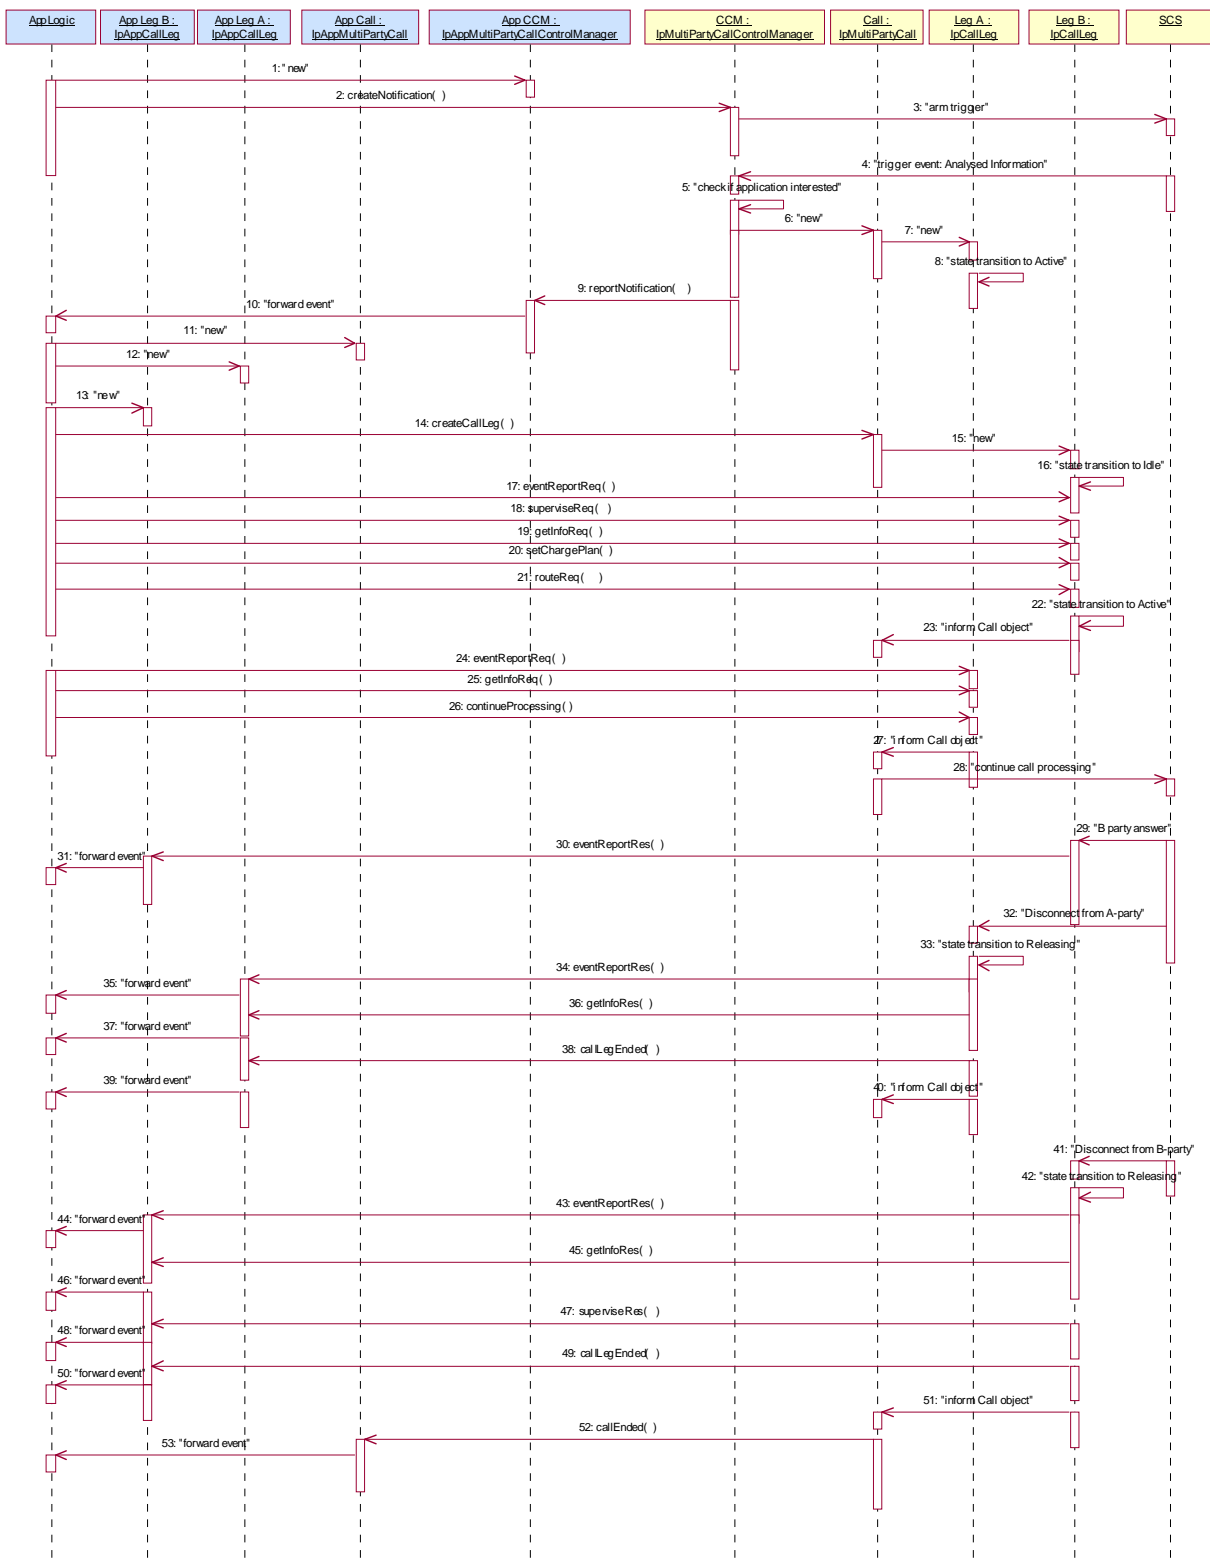 AppLogic
App Leg B :
IpAppCallLeg
App Leg A :
IpAppCallLeg
App Call :
IpAppMultiPartyCall
App CCM :
IpAppMultiPartyCallControlManager
CCM :
IpMultiPartyCallControlManager
Call :
IpMultiPartyCall
Leg A :
IpCallLeg
Leg B :
IpCallLeg
SCS
1: "new"
2: createNotification( )
3: "arm trigger"
4: "trigger event: Analysed Information"
5: "check if application interested"
6: "new"
7: "new"
8: "state transition to Active"
9: reportNotification( )
10: "forward event"
11: "new"
12: "new"
13: "new"
14: createCallLeg( )
15: "new"
16: "state transition to Idle"
17: eventReportReq( )
18: superviseReq( )
19: getInfoReq( )
20: setChargePlan( )
21: routeReq( )
22: "state transition to Active"
23: "inform Call object"
24: eventReportReq( )
25: getInfoReq( )
26: continueProcessing( )
27: "inform Call object"
28: "continue call processing"
29: "B party answer"
30: eventReportRes( )
31: "forward event"
32: "Disconnect from A-party"
33: "state transition to Releasing"
34: eventReportRes( )
35: "forward event"
36: getInfoRes( )
37: "forward event"
38: callLegEnded( )
39: "forward event"
40: "inform Call object"
41: "Disconnect from B-party"
42: "state transition to Releasing"
43: eventReportRes( )
44: "forward event"
45: getInfoRes( )
46: "forward event"
47: superviseRes( )
48: "forward event"
49: callLegEnded( )
50: "forward event"
51: "inform Call object"
52: callEnded( )
53: "forward event"